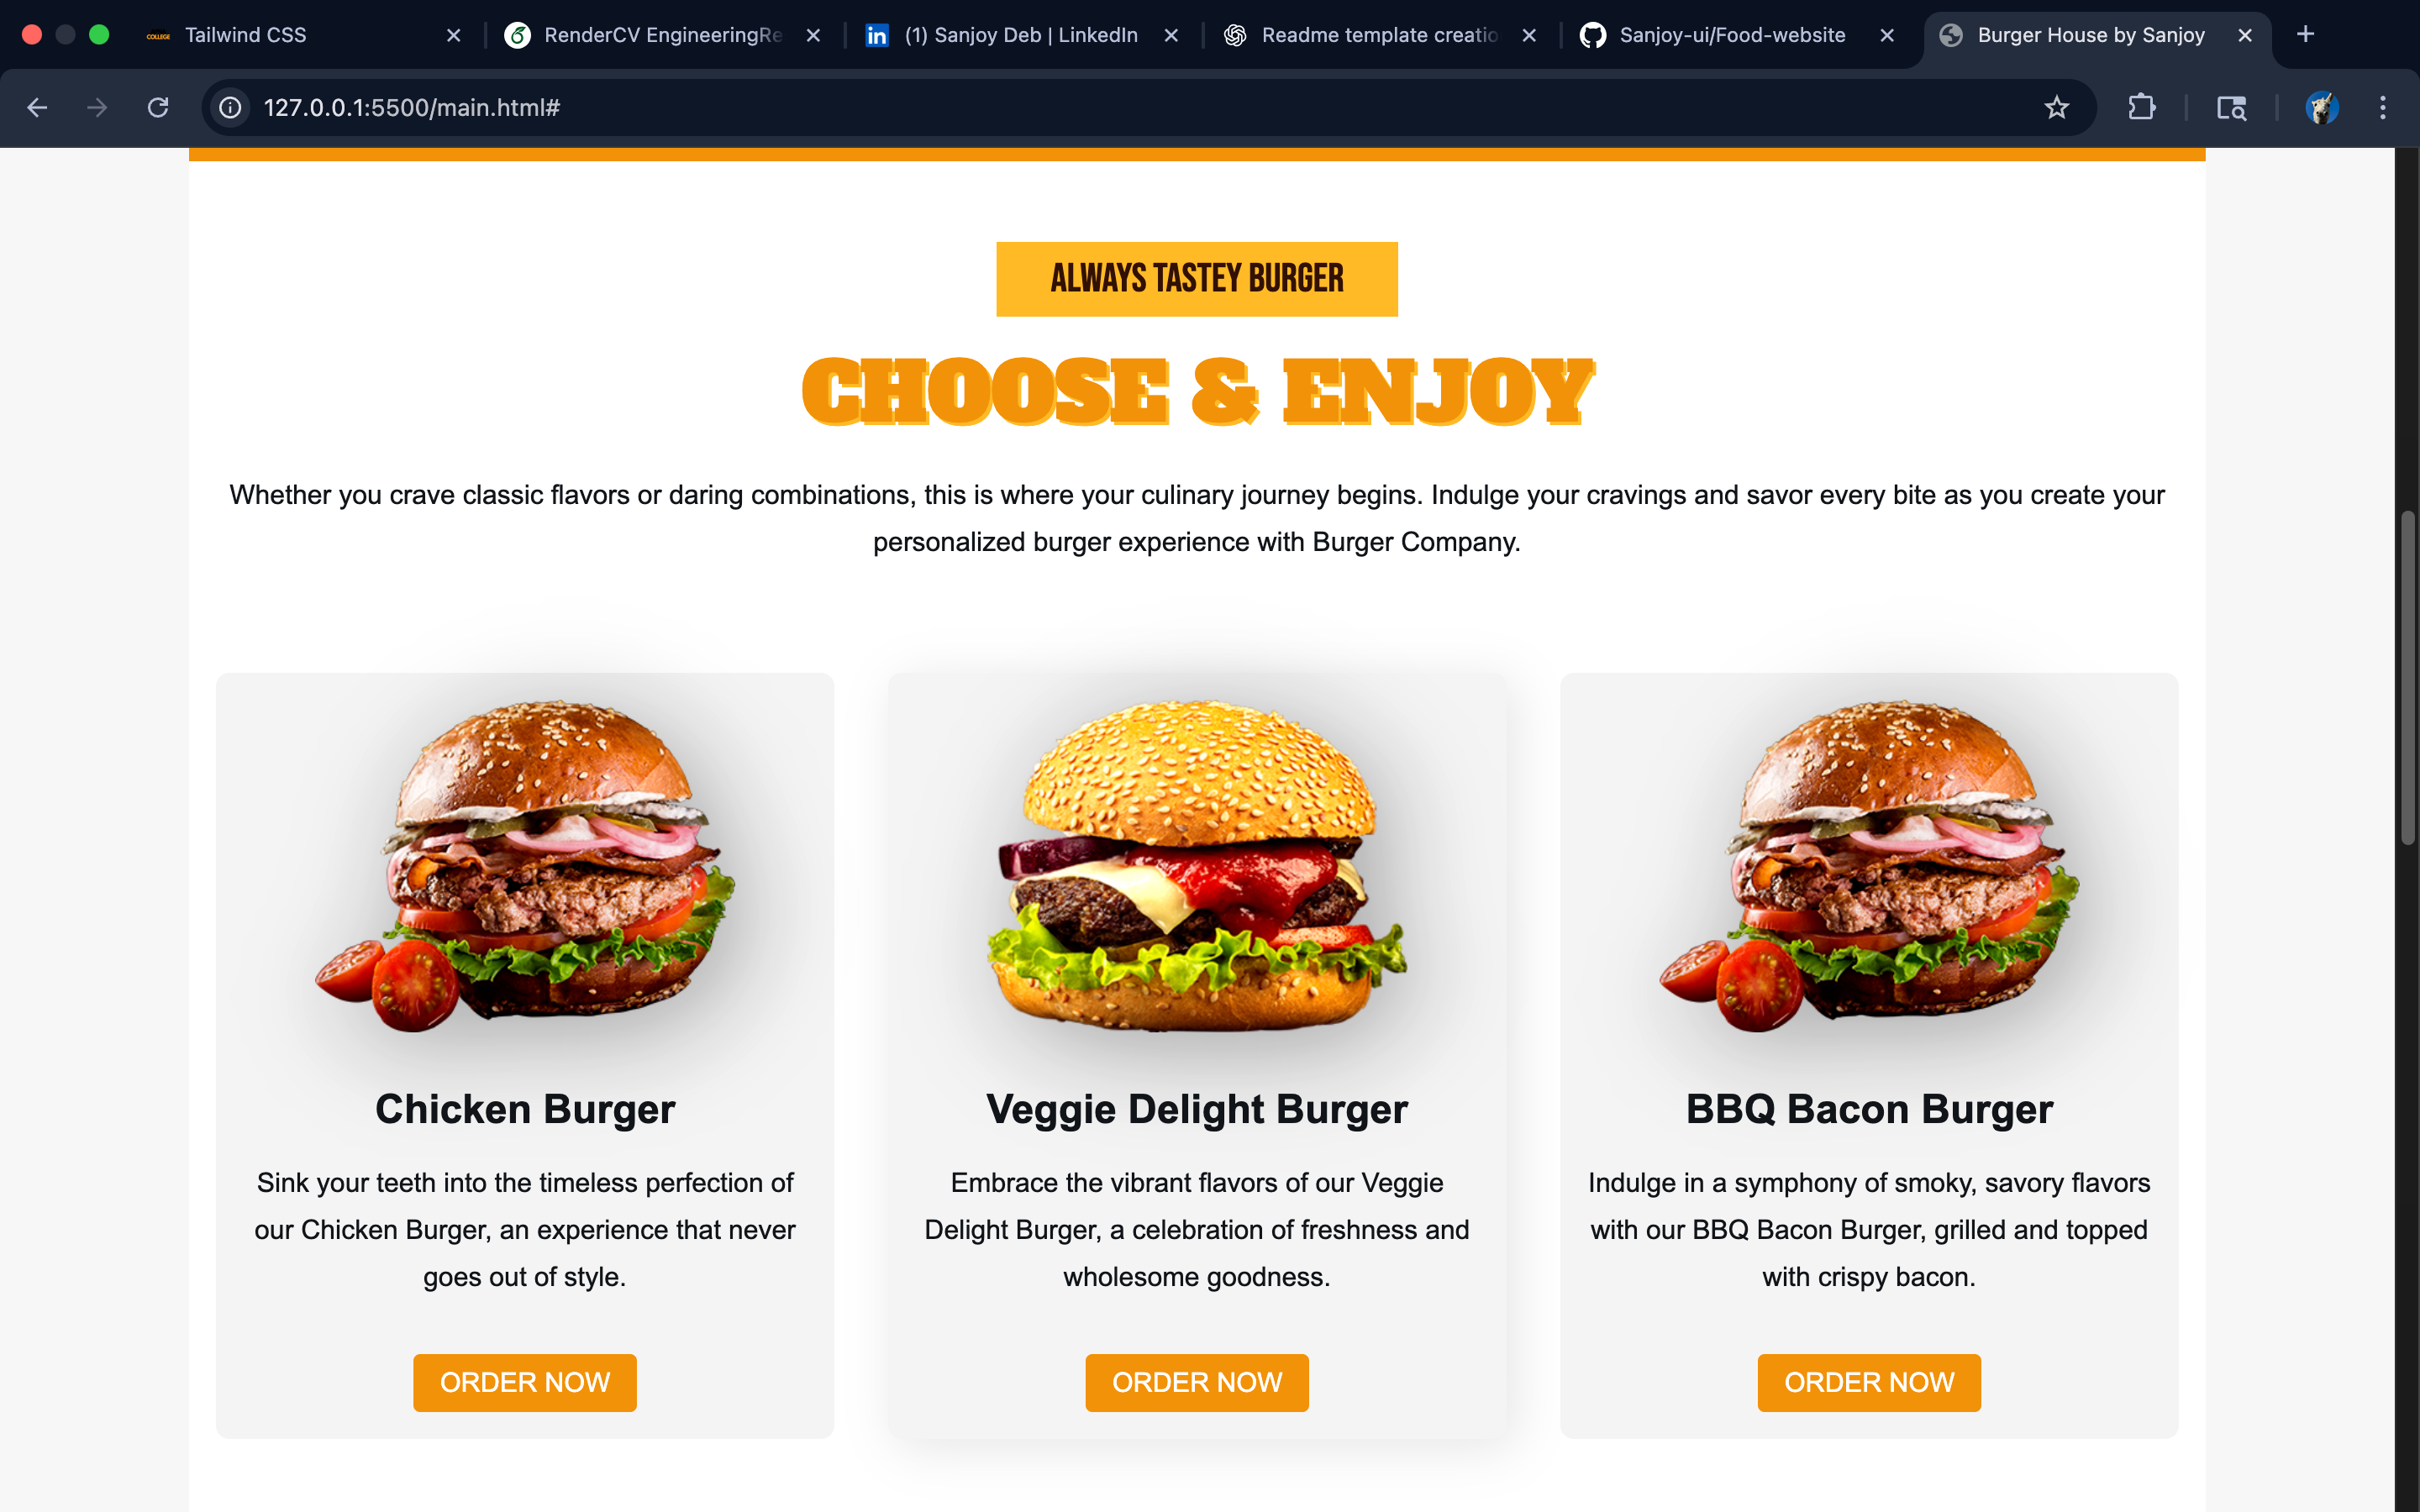 COLLEGE
Tailwind CSS
RenderCV EngineeringRe
(1) Sanjoy Deb | LinkedIn
Readme template creatio
Sanjoy-ui/Food-website
Burger House by Sanjoy
127.0.0.1:5500/main.html#
ALWAYS TASTEY BURGER
CHOOSE & ENJOY
Whether you crave classic flavors or daring combinations, this is where your culinary journey begins. Indulge your cravings and savor every bite as you create your
personalized burger experience with Burger Company.
Chicken Burger
Sink your teeth into the timeless perfection of
our Chicken Burger, an experience that never
goes out of style.
ORDER NOW
Veggie Delight Burger
Embrace the vibrant flavors of our Veggie
Delight Burger, a celebration of freshness and
wholesome goodness.
ORDER NOW
BBQ Bacon Burger
Indulge in a symphony of smoky, savory flavors
with our BBQ Bacon Burger, grilled and topped
with crispy bacon.
ORDER NOW